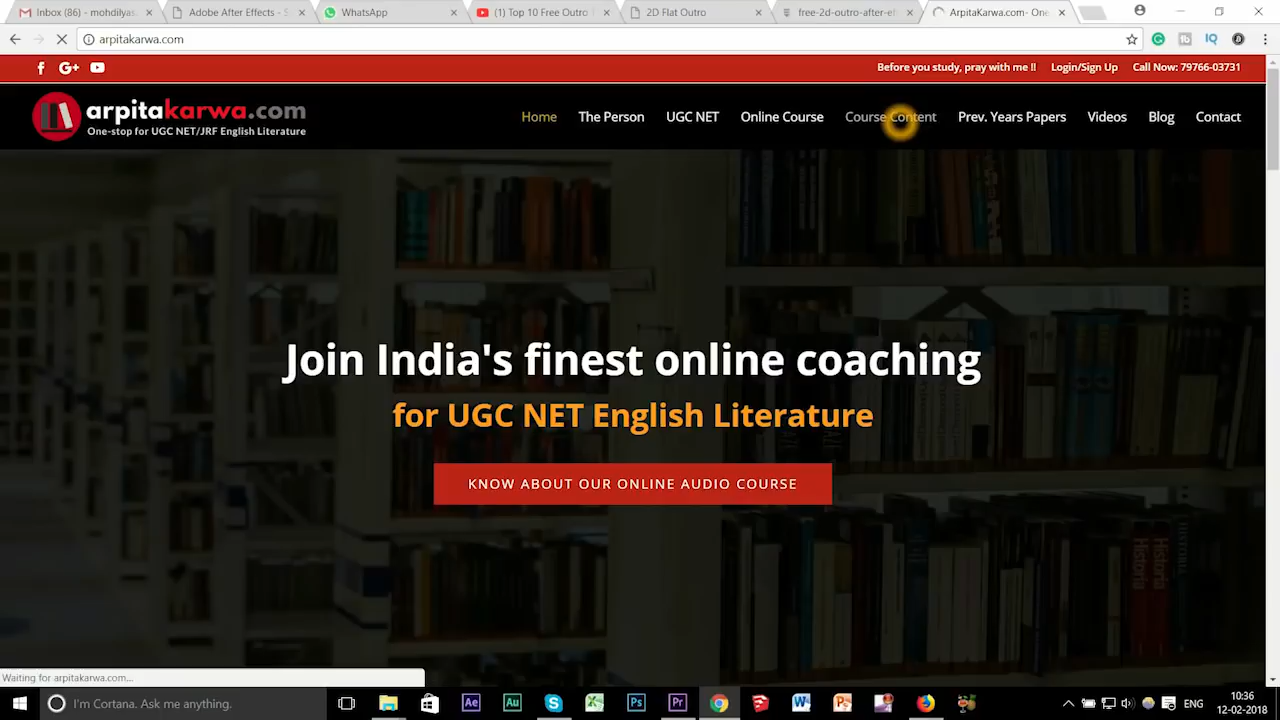 Inbox (86) - mohdilyas
Adobe After Effects - S
WhatsApp
(1) Top 10 Free Outro
2D Flat Outro
free-2d-outro-after-ef
ArpitaKarwa.com- One
arpitakarwa.com
Before you study, pray with me !!
Login/Sign Up
Call Now: 79766-03731
arpitakarwa.com
One-stop for UGC NET/JRF English Literature
Home
The Person
UGC NET
Online Course
Course Content
Prev. Years Papers
Videos
Blog
Contact
Join India's finest online coaching
for UGC NET English Literature
KNOW ABOUT OUR ONLINE AUDIO COURSE
Historia
Historia
Waiting for arpitakarwa.com...
I'm Cortana. Ask me anything.
ENG
10:36
12-02-2018